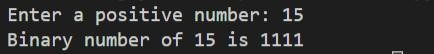 Enter a positive number: 15
Binary number of 15 is 1111